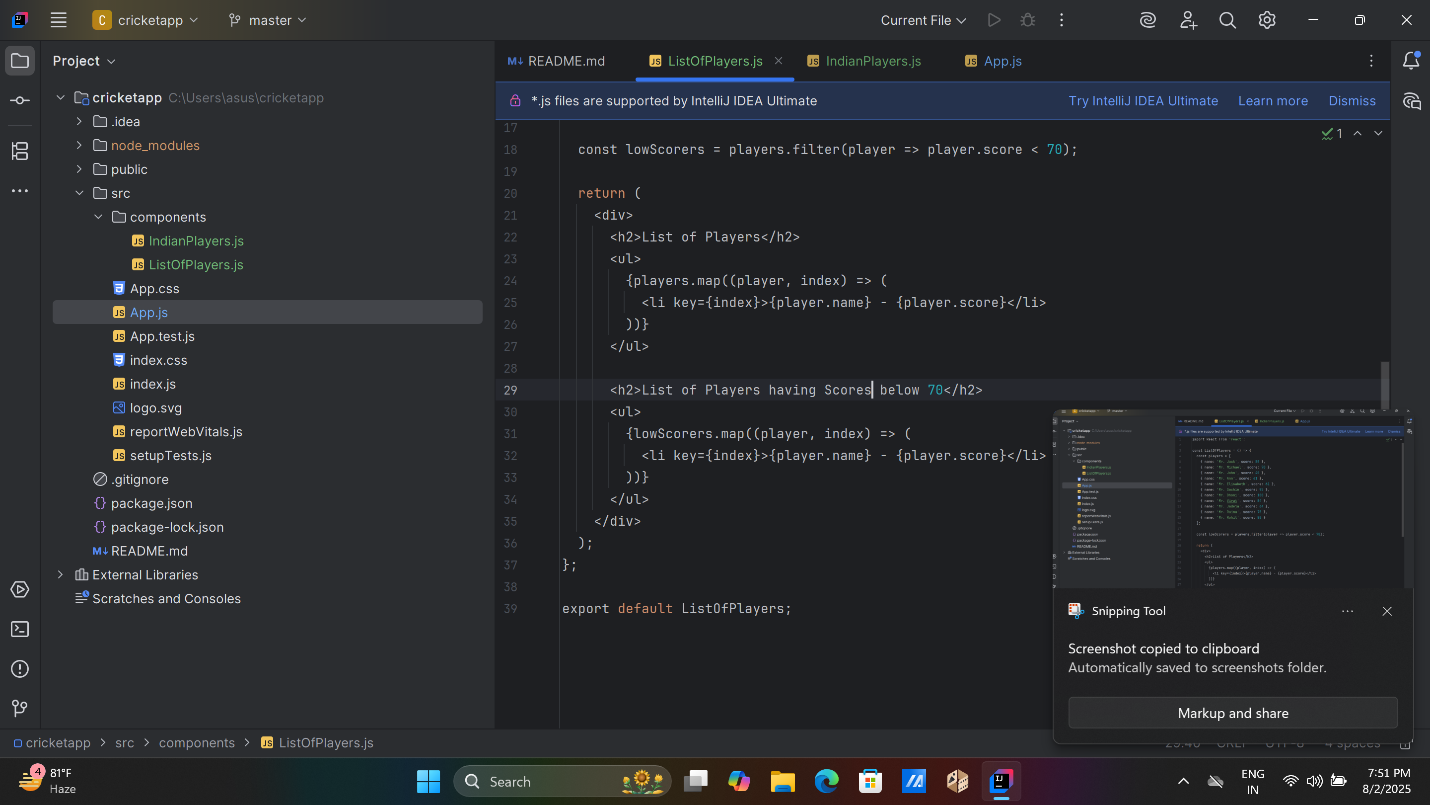 C cricketapp
master
Current File
Project
README.md
ListOfPlayers.js
IndianPlayers.js
App.js
*.js files are supported by IntelliJ IDEA Ultimate
Try IntelliJ IDEA Ultimate Learn more Dismiss
cricketapp C:\Users\asus\cricketapp
.idea
node_modules
public
src
components
IndianPlayers.js
ListOfPlayers.js
App.css
App.js
App.test.js
index.css
index.js
logo.svg
reportWebVitals.js
setupTests.js
.gitignore
package.json
package-lock.json
README.md
External Libraries
Scratches and Consoles
1
17
18 const lowScorers = players.filter(player => player.score < 70);
19
20 return (
21 <div>
22 <h2>List of Players</h2>
23 <ul>
24 {players.map((player, index) => (
25 <li key={index}>{player.name} - {player.score}</li>
26 ))}
27 </ul>
28
29 <h2>List of Players having Scores below 70</h2>
30 <ul>
31 {lowScorers.map((player, index) => (
32 <li key={index}>{player.name} - {player.score}</li>
33 ))}
34 </ul>
35 </div>
36 );
37 };
38
39 export default ListOfPlayers;
Snipping Tool
Screenshot copied to clipboard
Automatically saved to screenshots folder.
Markup and share
cricketapp > src > components > ListOfPlayers.js
4
81°F
Haze
Search
ENG
IN
7:51 PM
8/2/2025